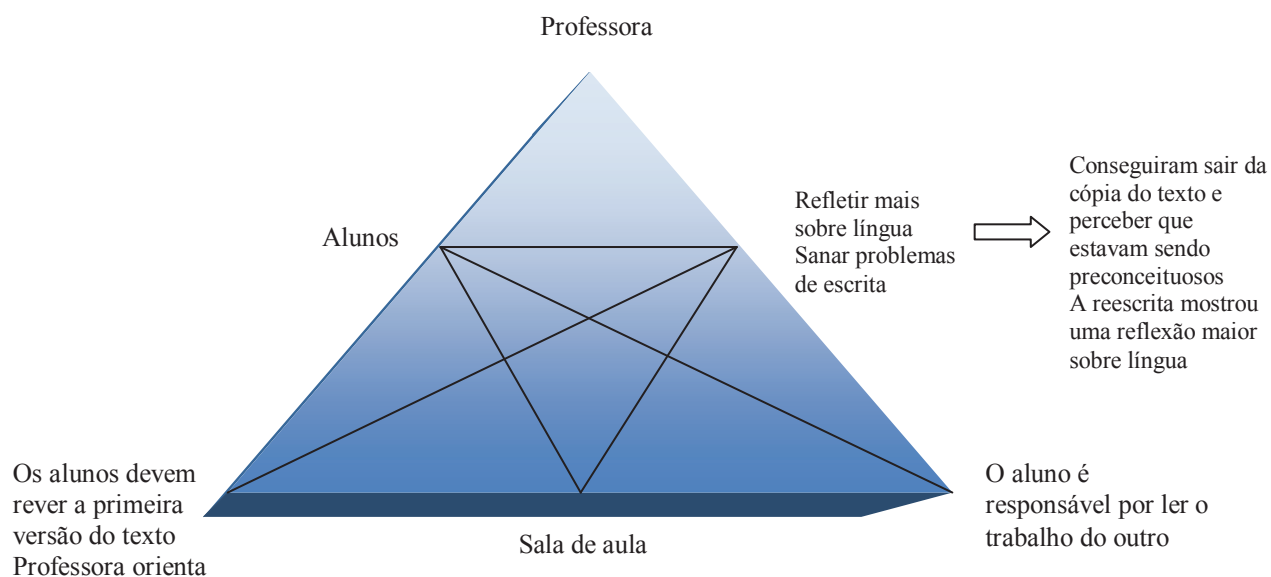 Professora
Alunos
Refletir mais
sobre língua
Sanar problemas
de escrita
Conseguiram sair da
cópia do texto e
perceber que
estavam sendo
preconceituosos
A reescrita mostrou
uma reflexão maior
sobre língua
Os alunos devem
rever a primeira
versão do texto
Professora orienta
Sala de aula
O aluno é
responsável por ler o
trabalho do outro